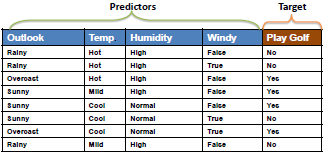 Predictors Target
Outlook Temp Humidity Windy Play Golf
Rainy Hot High False No
Rainy Hot High True No
Overoast Hot High False Yes
Sunny Mild High False Yes
Sunny Cool Normal False Yes
Sunny Cool Normal True No
Overoast Cool Normal True Yes
Rainy Mild High False No